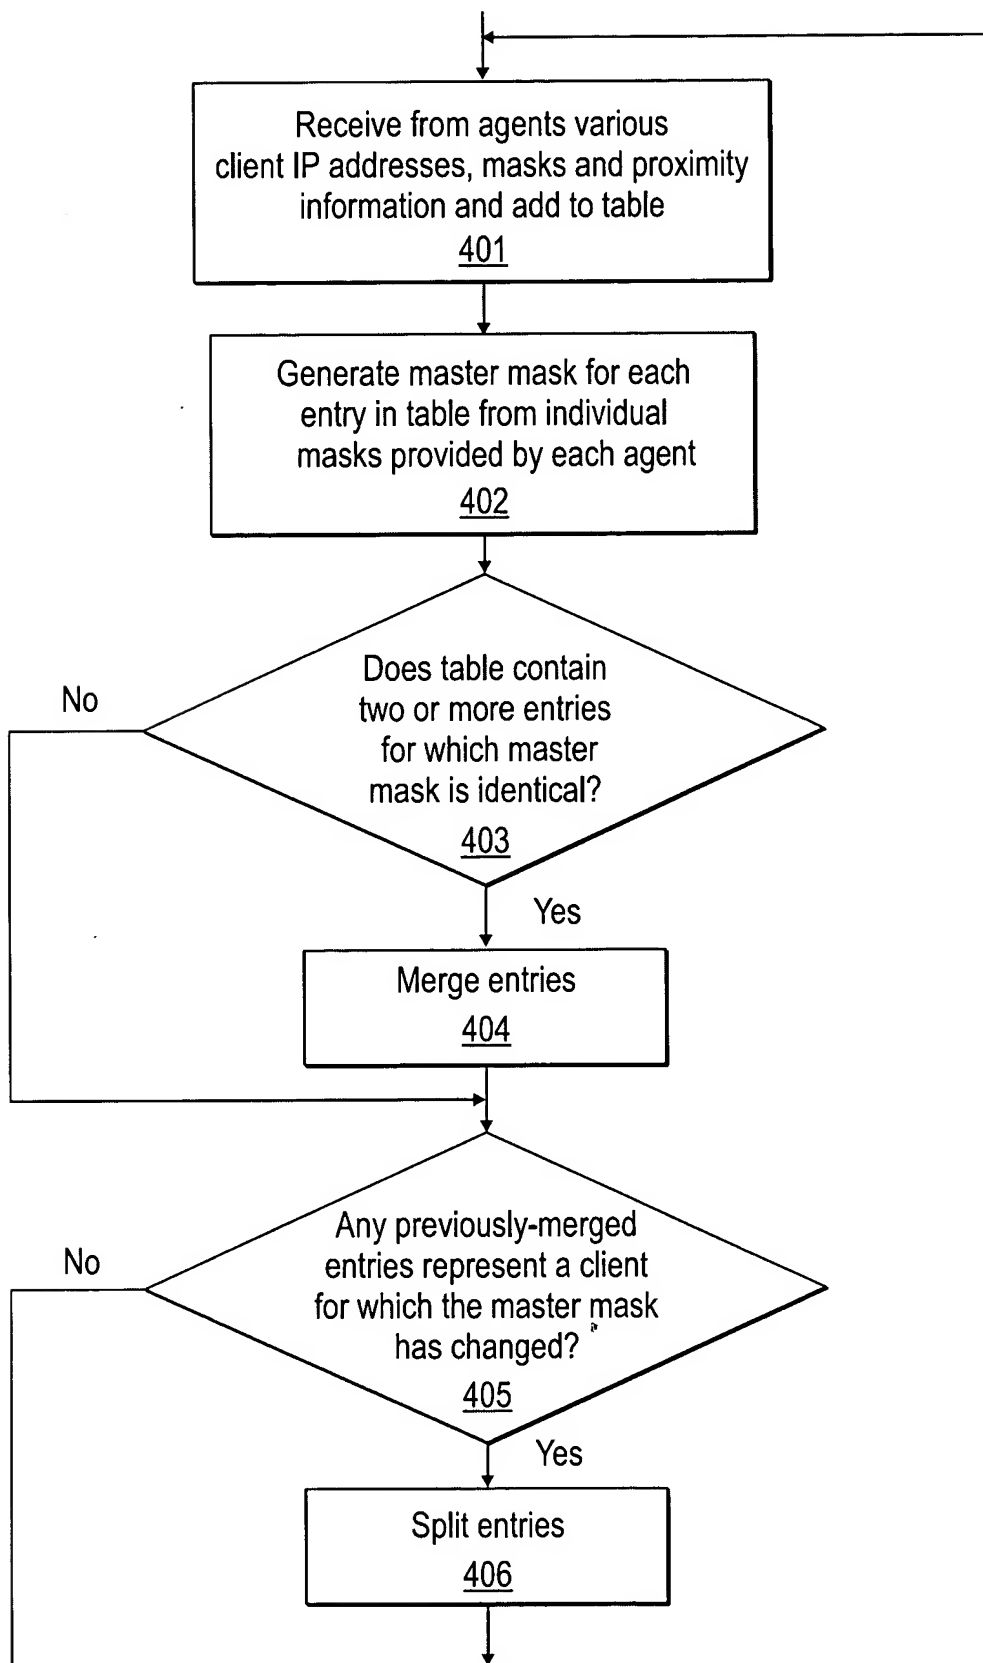 Receive from agents various
client IP addresses, masks and proximity
information and add to table
401
Generate master mask for each
entry in table from individual
masks provided by each agent
402
Does table contain
two or more entries
for which master
mask is identical?
403
No
Yes
Merge entries
404
Any previously-merged
entries represent a client
for which the master mask
has changed?
405
No
Yes
Split entries
406